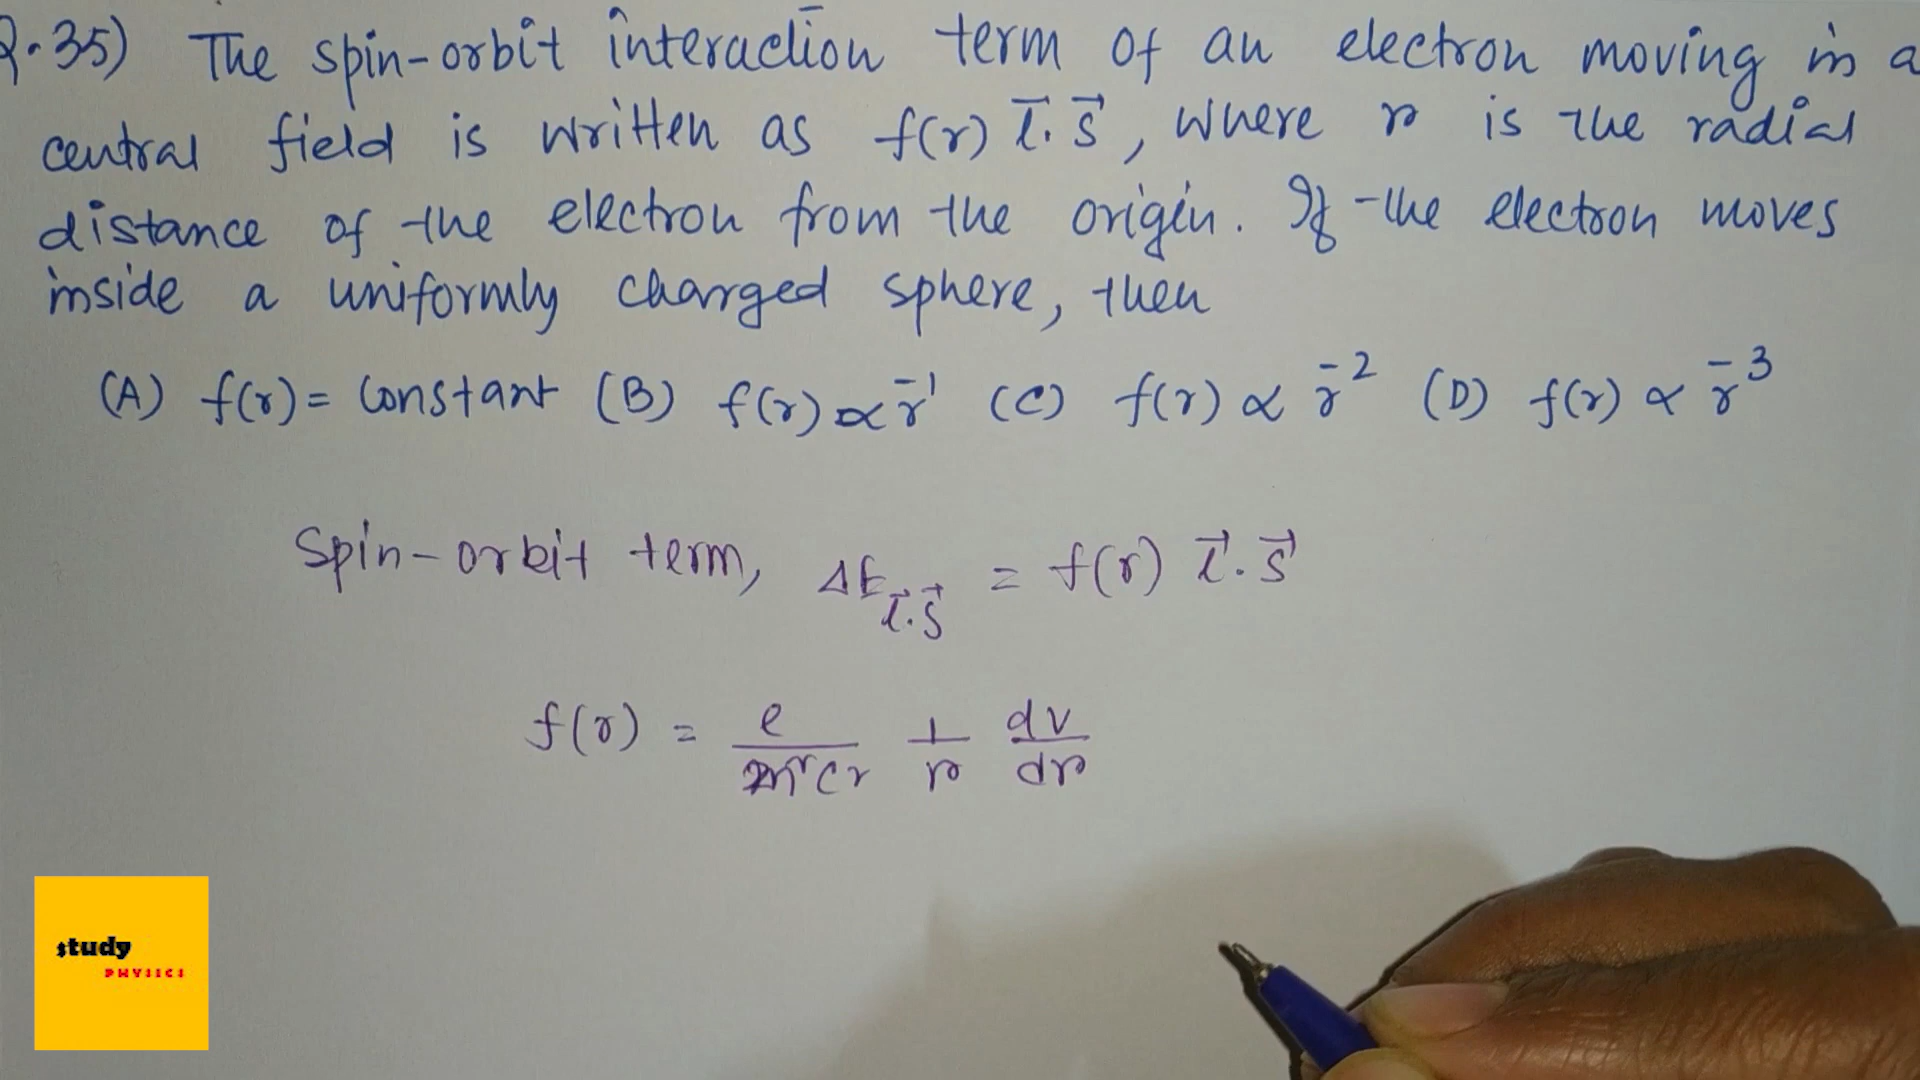 Q.35) The spin-orbit interaction term of an electron moving in a
central field is written as f(r) l⃗. s⃗, where r is the radial
distance of the electron from the origin. If the electron moves
inside a uniformly charged sphere, then
(A) f(r) = constant (B) f(r) ∝ r⁻¹ (C) f(r) ∝ r⁻² (D) f(r) ∝ r⁻³
Spin-orbit term, ΔE_l⃗.s⃗ = f(r) l⃗. s⃗
f(r) = e/2m²c² 1/r dv/dr
study
PHYSICS